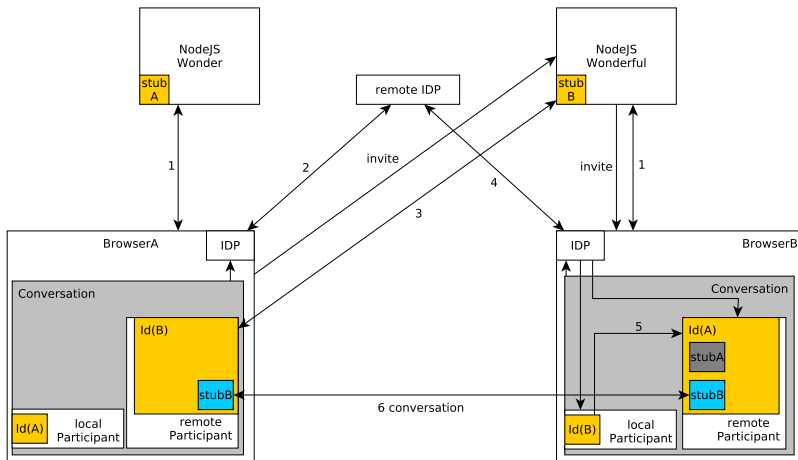 NodeJS
Wonder
stub
A
remote IDP
NodeJS
Wonderful
stub
B
1
2
invite
3
4
invite
1
BrowserA
IDP
IDP
BrowserB
Conversation
Id(B)
stubB
Id(A)
local
Participant
remote
Participant
6 conversation
Conversation
5
Id(A)
stubA
stubB
Id(B)
local
Participant
remote
Participant